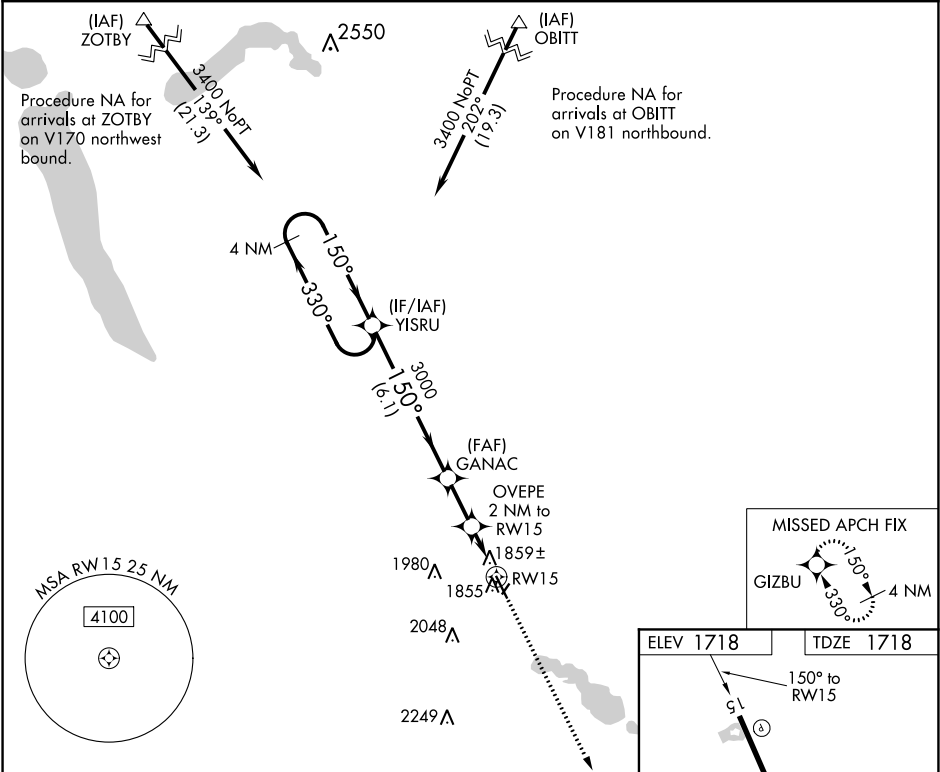 (IAF)
ZOTBY
2550
(IAF)
OBITT
3400 NoPT
139°
(21.3)
3400 NoPT
202°
(19.3)
Procedure NA for
arrivals at ZOTBY
on V170 northwest
bound.
Procedure NA for
arrivals at OBITT
on V181 northbound.
4 NM
150°
330°
(IF/IAF)
YISRU
3000
150°
(6.1)
(FAF)
GANAC
OVEPE
2 NM to
RW15
1859±
1980
RW15
1855
2048
2249
MSA RW15 25 NM
4100
MISSED APCH FIX
GIZBU
150°
330°
4 NM
ELEV 1718
TDZE 1718
150° to
RW15
15